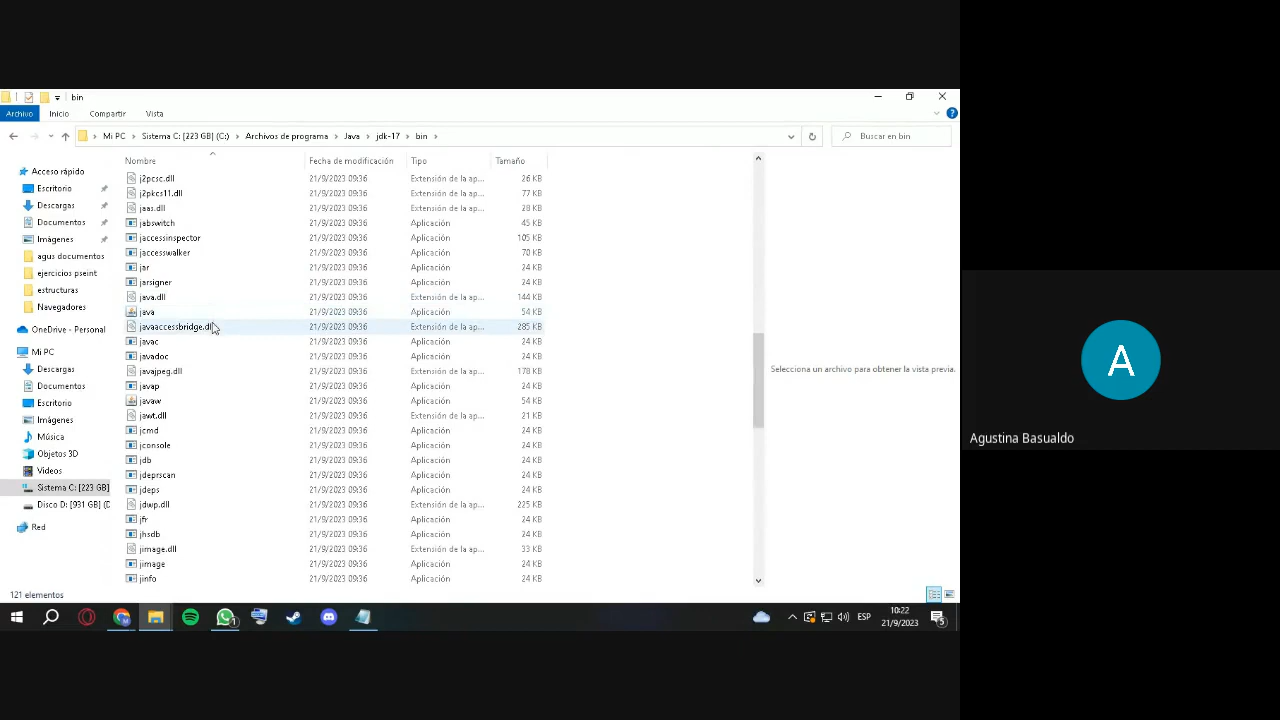 bin
Archivo Inicio Compartir Vista
Mi PC Sistema C: [223 GB] (C:) Archivos de programa Java jdk-17 bin Buscar en bin
Nombre Fecha de modificación Tipo Tamaño
Acceso rápido
Escritorio
Descargas
Documentos
Imágenes
agus documentos
ejercicios pseint
estructuras
Navegadores
OneDrive - Personal
Mi PC
Descargas
Documentos
Escritorio
Imágenes
Música
Objetos 3D
Videos
Sistema C: [223 GB]
Disco D: [931 GB] (D
Red
j2pcsc.dll 21/9/2023 09:36 Extensión de la ap... 26 KB
j2pkcs11.dll 21/9/2023 09:36 Extensión de la ap... 77 KB
jaas.dll 21/9/2023 09:36 Extensión de la ap... 28 KB
jabswitch 21/9/2023 09:36 Aplicación 45 KB
jaccessinspector 21/9/2023 09:36 Aplicación 105 KB
jaccesswalker 21/9/2023 09:36 Aplicación 70 KB
jar 21/9/2023 09:36 Aplicación 24 KB
jarsigner 21/9/2023 09:36 Aplicación 24 KB
java.dll 21/9/2023 09:36 Extensión de la ap... 144 KB
java 21/9/2023 09:36 Aplicación 54 KB
javaaccessbridge.dll 21/9/2023 09:36 Extensión de la ap... 285 KB
javac 21/9/2023 09:36 Aplicación 24 KB
javadoc 21/9/2023 09:36 Aplicación 24 KB
javajpeg.dll 21/9/2023 09:36 Extensión de la ap... 178 KB
javap 21/9/2023 09:36 Aplicación 24 KB
javaw 21/9/2023 09:36 Aplicación 54 KB
jawt.dll 21/9/2023 09:36 Extensión de la ap... 21 KB
jcmd 21/9/2023 09:36 Aplicación 24 KB
jconsole 21/9/2023 09:36 Aplicación 24 KB
jdb 21/9/2023 09:36 Aplicación 24 KB
jdeprscan 21/9/2023 09:36 Aplicación 24 KB
jdeps 21/9/2023 09:36 Aplicación 24 KB
jdwp.dll 21/9/2023 09:36 Extensión de la ap... 225 KB
jfr 21/9/2023 09:36 Aplicación 24 KB
jhsdb 21/9/2023 09:36 Aplicación 24 KB
jimage.dll 21/9/2023 09:36 Extensión de la ap... 33 KB
jimage 21/9/2023 09:36 Aplicación 24 KB
jinfo 21/9/2023 09:36 Aplicación 24 KB
Selecciona un archivo para obtener la vista previa.
121 elementos
ESP
10:22
21/9/2023
5
1
A
Agustina Basualdo